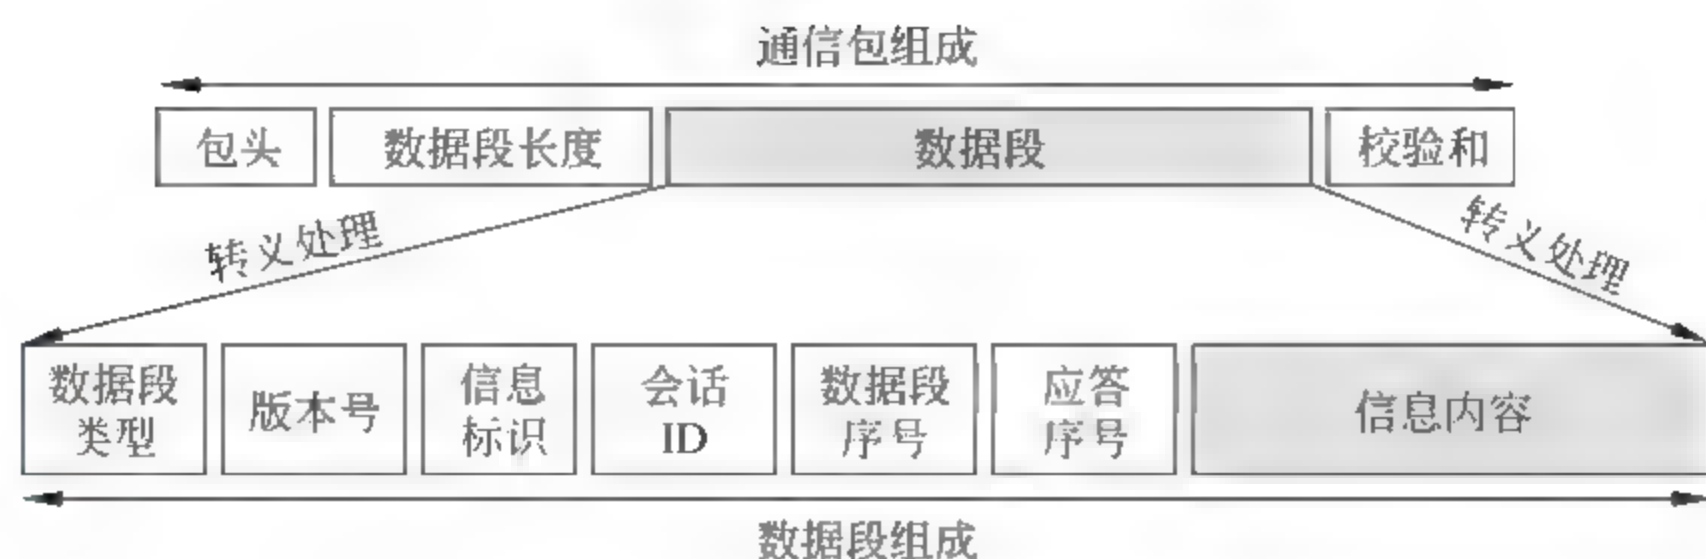 通信包组成
包头 数据段长度 数据段 校验和
转义处理 转义处理
数据段 信息 会话 数据段 应答
类型 版本号 标识 ID 序号 序号 信息内容
数据段组成